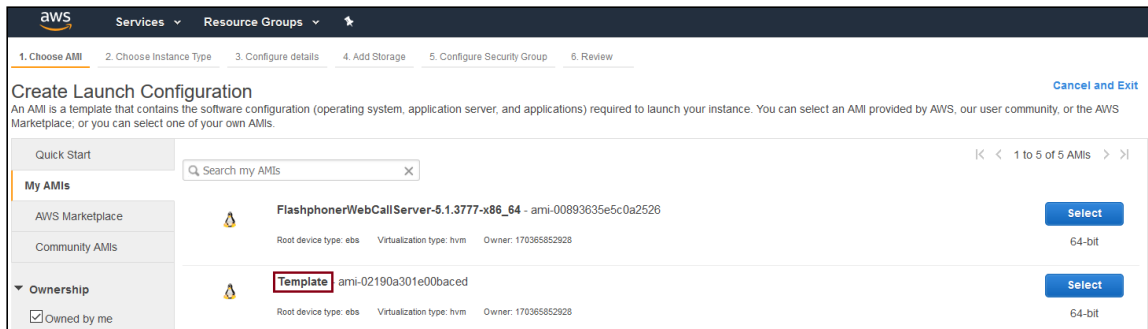 aws Services Resource Groups
1. Choose AMI 2. Choose Instance Type 3. Configure details 4. Add Storage 5. Configure Security Group 6. Review
Create Launch Configuration
Cancel and Exit
An AMI is a template that contains the software configuration (operating system, application server, and applications) required to launch your instance. You can select an AMI provided by AWS, our user community, or the AWS
Marketplace; or you can select one of your own AMIs.
Quick Start
My AMIs
AWS Marketplace
Community AMIs
Ownership
Owned by me
Search my AMIs
1 to 5 of 5 AMIs
FlashphonerWebCallServer-5.1.3777-x86_64 - ami-00893635e5c0a2526
Root device type: ebs Virtualization type: hvm Owner: 170365852928
Select
64-bit
Template - ami-02190a301e00baced
Root device type: ebs Virtualization type: hvm Owner: 170365852928
Select
64-bit